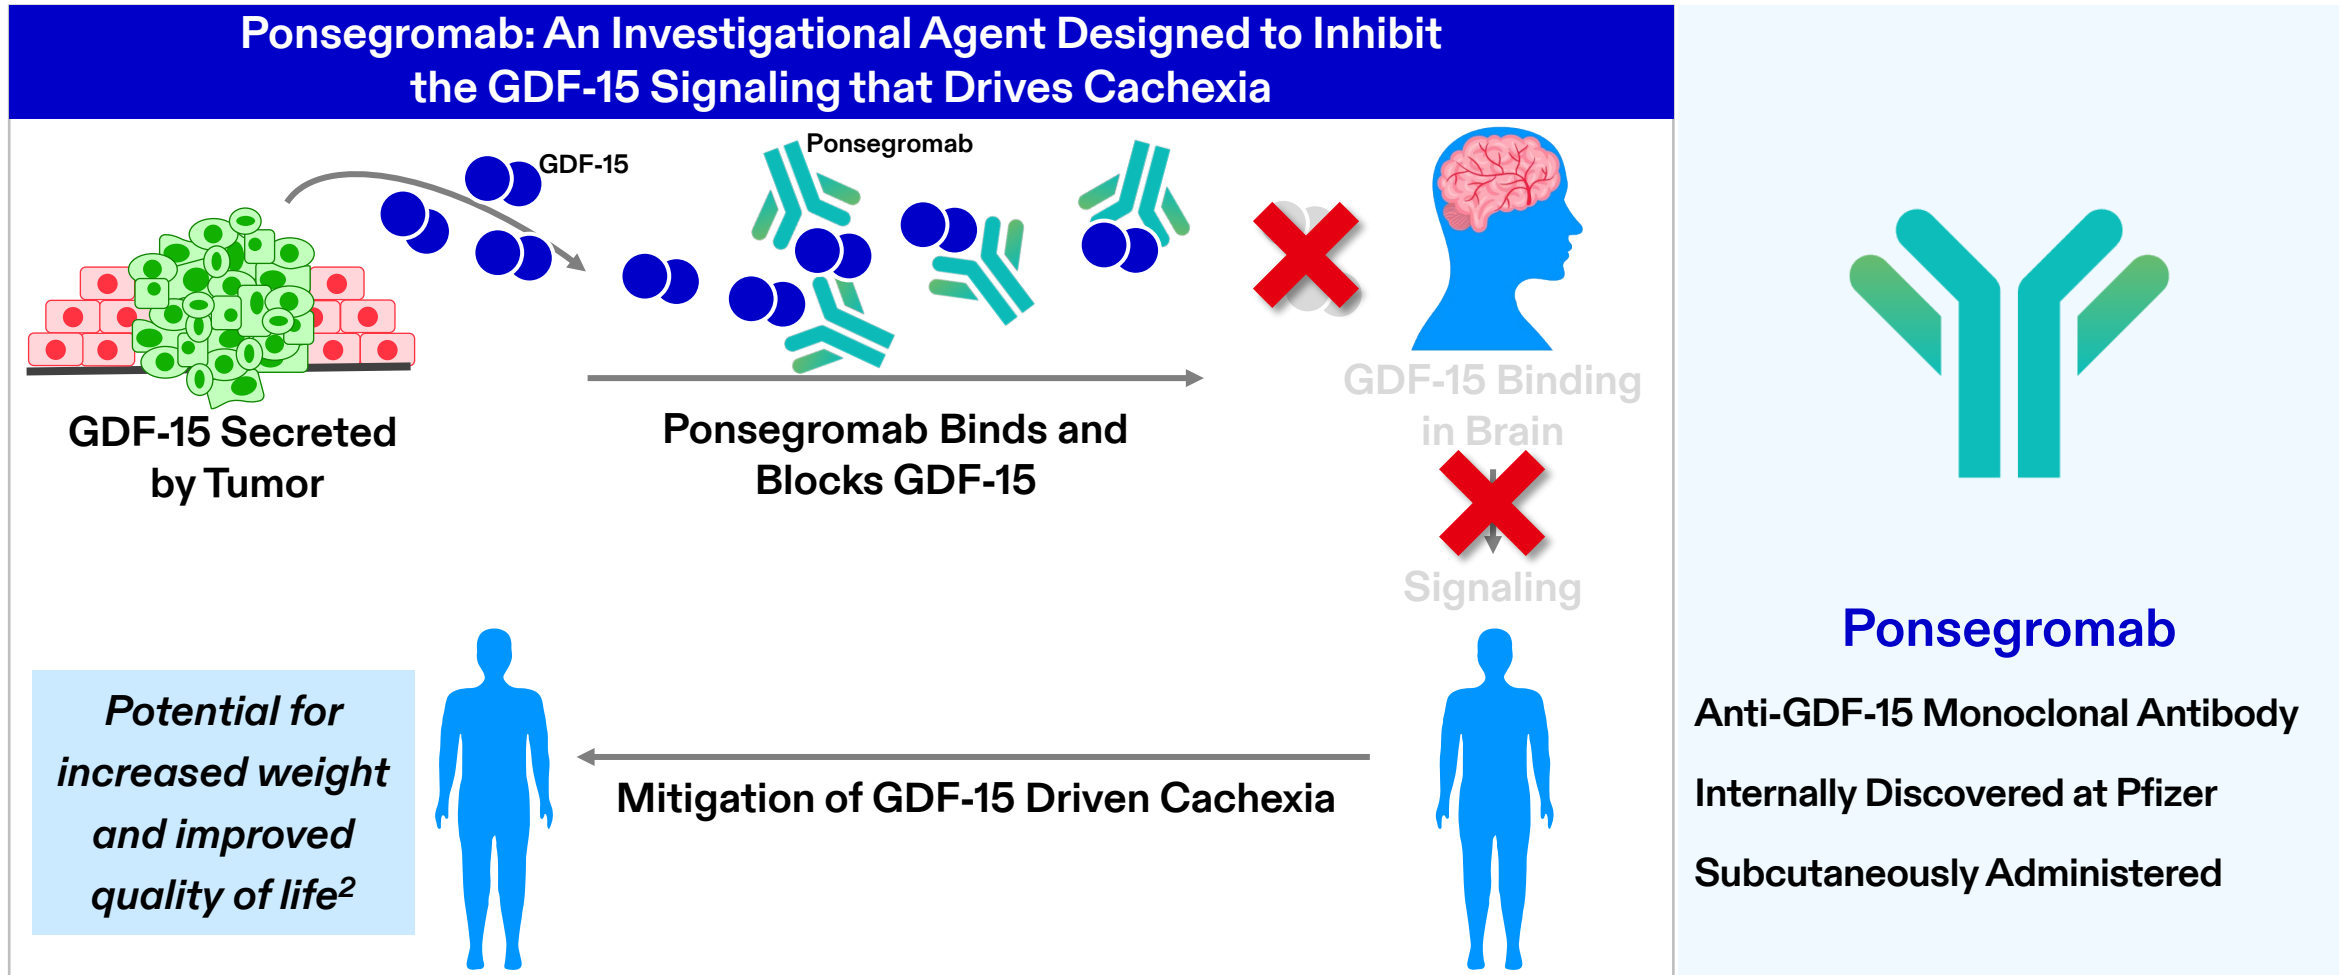 Ponsegromab: An Investigational Agent Designed to Inhibit
the GDF-15 Signaling that Drives Cachexia
GDF-15
Ponsegromab
GDF-15 Secreted
by Tumor
Ponsegromab Binds and
Blocks GDF-15
GDF-15 Binding
in Brain
Signaling
Mitigation of GDF-15 Driven Cachexia
Potential for
increased weight
and improved
quality of life²
Ponsegromab
Anti-GDF-15 Monoclonal Antibody
Internally Discovered at Pfizer
Subcutaneously Administered